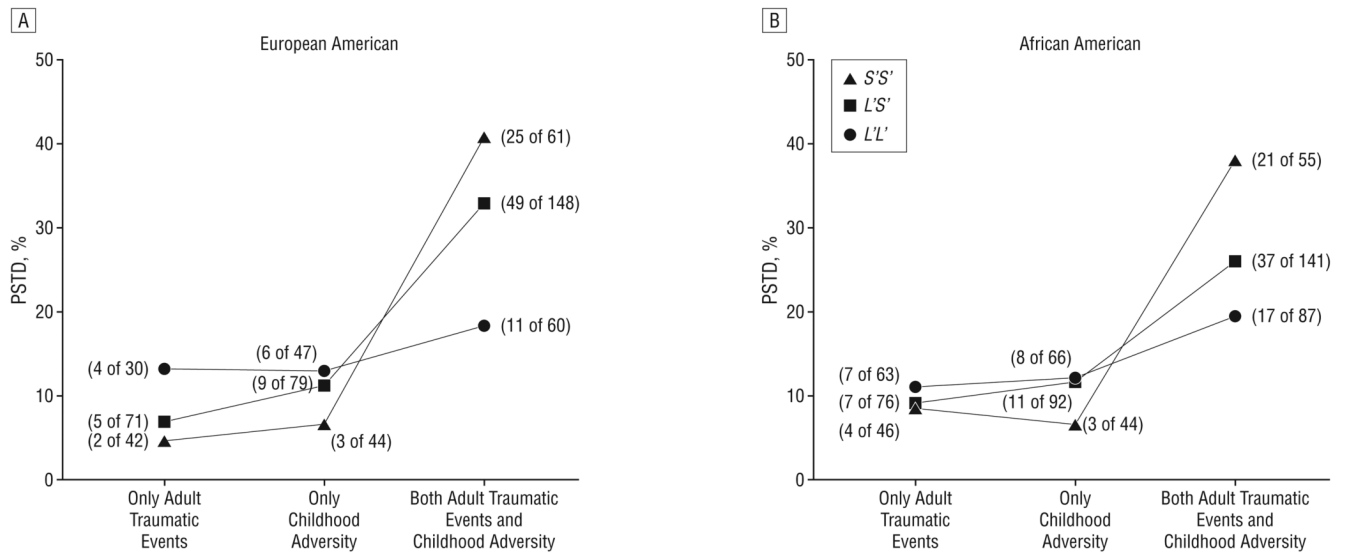 A
European American
PSTD, %
50
40
30
20
10
0
(25 of 61)
(49 of 148)
(11 of 60)
(4 of 30)
(6 of 47)
(9 of 79)
(5 of 71)
(2 of 42)
(3 of 44)
Only Adult
Traumatic
Events
Only
Childhood
Adversity
Both Adult Traumatic
Events and
Childhood Adversity
B
African American
S'S'
L'S'
L'L'
PSTD, %
50
40
30
20
10
0
(21 of 55)
(37 of 141)
(17 of 87)
(7 of 63)
(8 of 66)
(7 of 76)
(11 of 92)
(4 of 46)
(3 of 44)
Only Adult
Traumatic
Events
Only
Childhood
Adversity
Both Adult Traumatic
Events and
Childhood Adversity